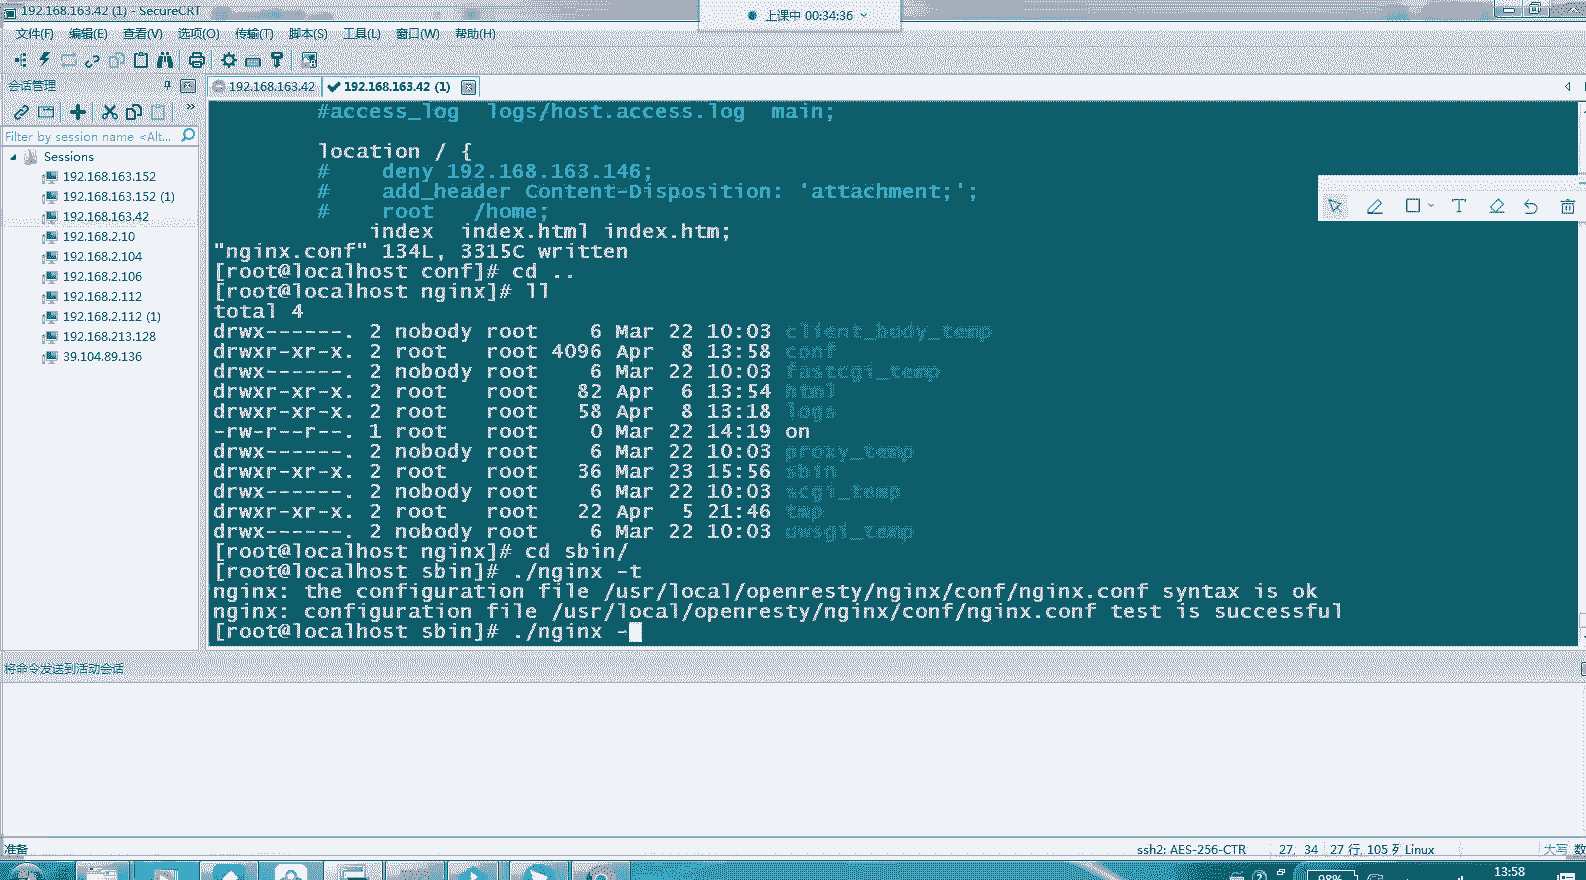 192.168.163.42 (1) - SecureCRT
上课中 00:34:36
文件(F) 编辑(E) 查看(V) 选项(O) 传输(T) 脚本(S) 工具(L) 窗口(W) 帮助(H)
会话管理
192.168.163.42 192.168.163.42 (1)
Filter by session name <Alt...
Sessions
192.168.163.152
192.168.163.152 (1)
192.168.163.42
192.168.2.10
192.168.2.104
192.168.2.106
192.168.2.112
192.168.2.112 (1)
192.168.213.128
39.104.89.136
#access_log  logs/host.access.log  main;
location / {
#    deny 192.168.163.146;
#    add_header Content-Disposition: 'attachment;';
#    root   /home;
index  index.html index.htm;
"nginx.conf" 134L, 3315C written
[root@localhost conf]# cd ..
[root@localhost nginx]# ll
total 4
drwx------. 2 nobody root    6 Mar 22 10:03 client_body_temp
drwxr-xr-x. 2 root   root 4096 Apr  8 13:58 conf
drwx------. 2 nobody root    6 Mar 22 10:03 fastcgi_temp
drwxr-xr-x. 2 root   root   82 Apr  6 13:54 html
drwxr-xr-x. 2 root   root   58 Apr  8 13:18 logs
-rw-r--r--. 1 root   root    0 Mar 22 14:19 on
drwx------. 2 nobody root    6 Mar 22 10:03 proxy_temp
drwxr-xr-x. 2 root   root   36 Mar 23 15:56 sbin
drwx------. 2 nobody root    6 Mar 22 10:03 scgi_temp
drwxr-xr-x. 2 root   root   22 Apr  5 21:46 tmp
drwx------. 2 nobody root    6 Mar 22 10:03 uwsgi_temp
[root@localhost nginx]# cd sbin/
[root@localhost sbin]# ./nginx -t
nginx: the configuration file /usr/local/openresty/nginx/conf/nginx.conf syntax is ok
nginx: configuration file /usr/local/openresty/nginx/conf/nginx.conf test is successful
[root@localhost sbin]# ./nginx -
将命令发送到活动会话
准备
ssh2: AES-256-CTR 27, 34 27 行, 105 列 Linux 大写 数
98% 13:58